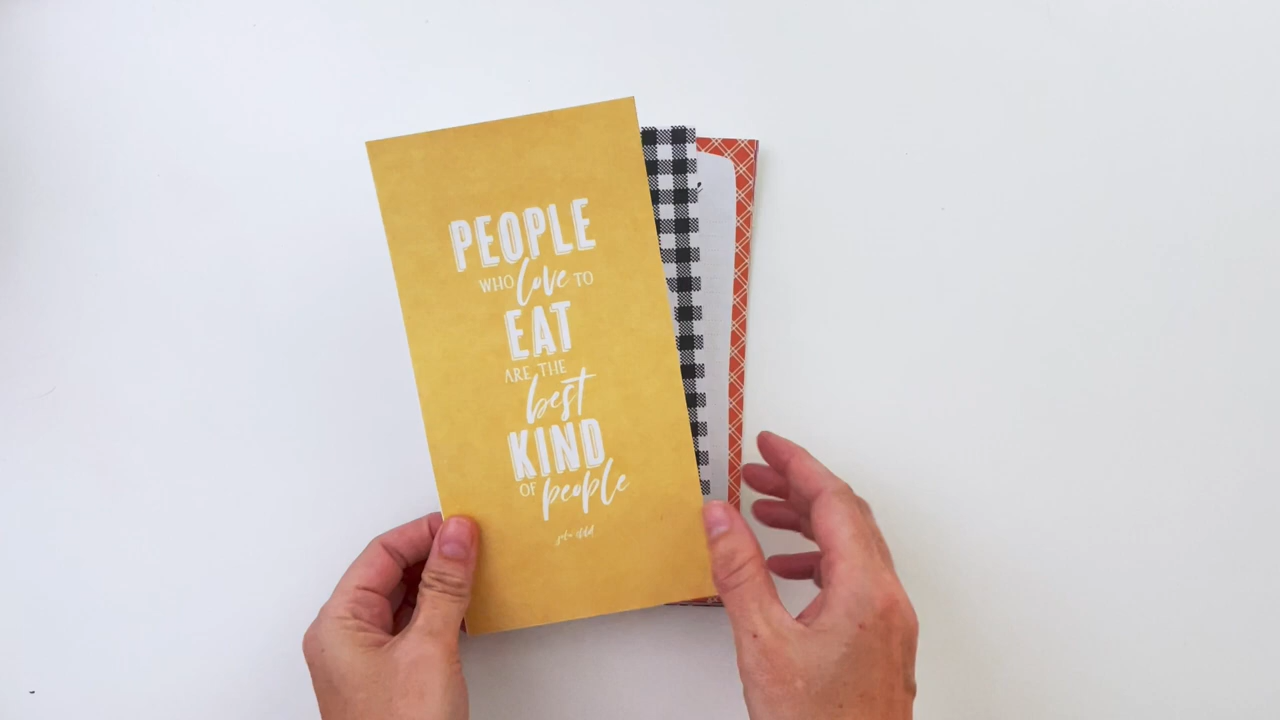 PEOPLE
WHO love TO
EAT
ARE THE
best
KIND
OF people